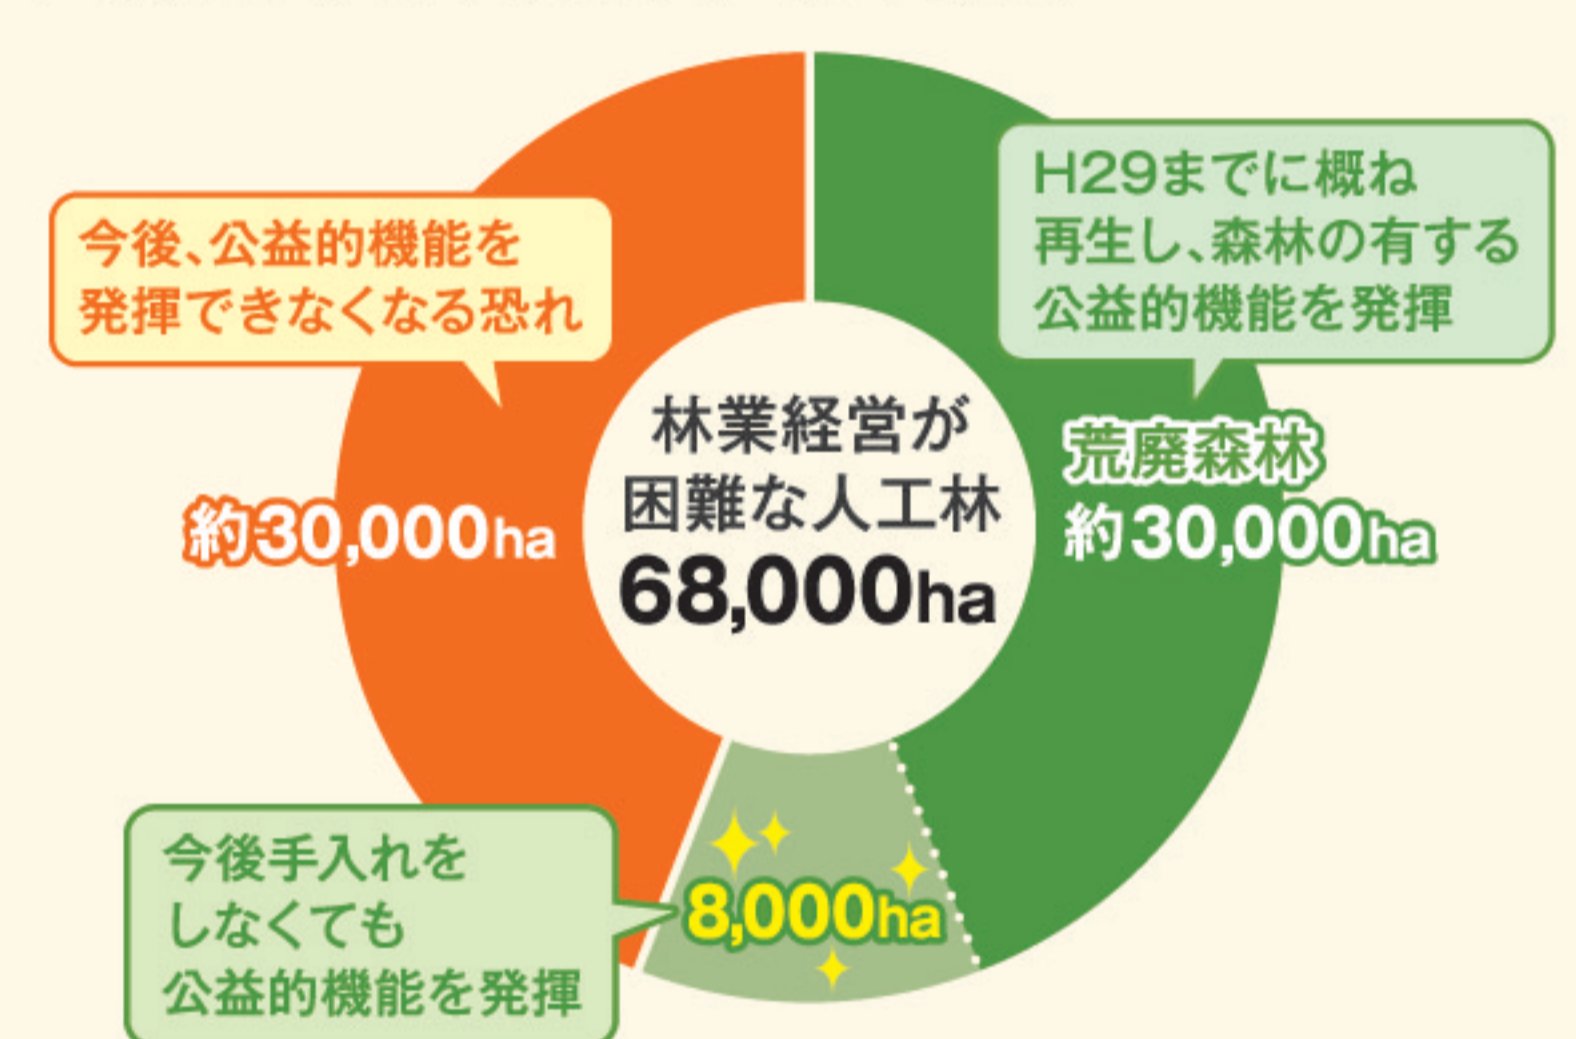 H29までに概ね
再生し、森林の有する
公益的機能を発揮
今後、公益的機能を
発揮できなくなる恐れ
林業経営が
困難な人工林
68,000ha
荒廃森林
約30,000ha
約30,000ha
8,000ha
今後手入れを
しなくても
公益的機能を発揮